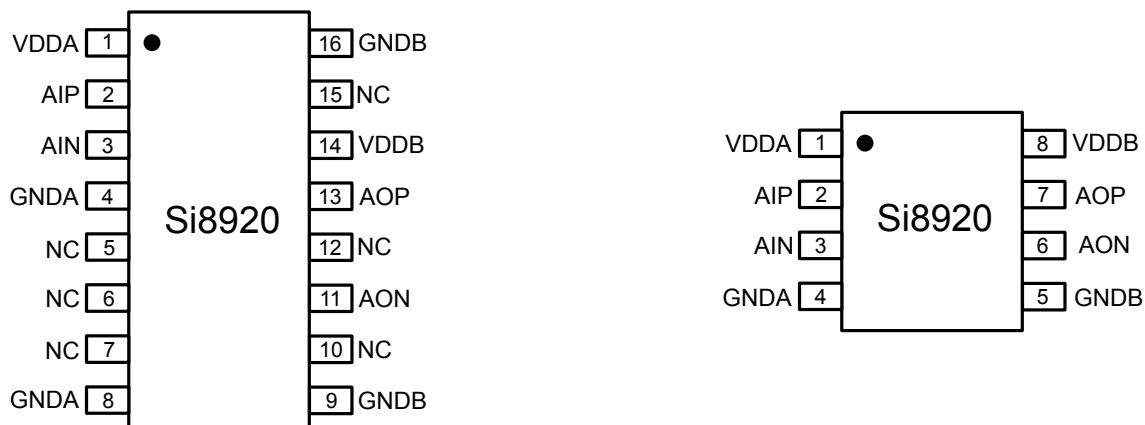 VDDA 1 16 GNDB
AIP 2 15 NC
AIN 3 14 VDDB
GNDA 4 13 AOP
Si8920
NC 5 12 NC
NC 6 11 AON
NC 7 10 NC
GNDA 8 9 GNDB
VDDA 1 8 VDDB
AIP 2 7 AOP
Si8920
AIN 3 6 AON
GNDA 4 5 GNDB